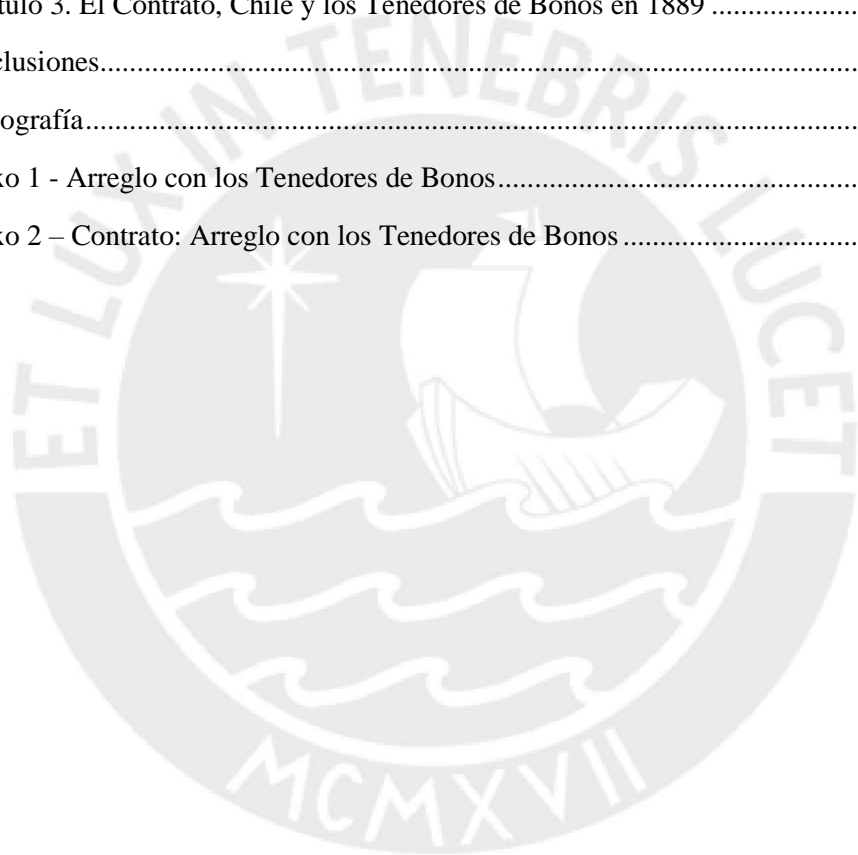 tulo 3. El Contrato, Chile y los Tenedores de Bonos en 1889 ....................
clusiones....................................................................................................
ografía......................................................................................................
xo 1 - Arreglo con los Tenedores de Bonos................................................
xo 2 – Contrato: Arreglo con los Tenedores de Bonos ................................
ET LUX IN TENEBRIS LUCET
MCMXVII